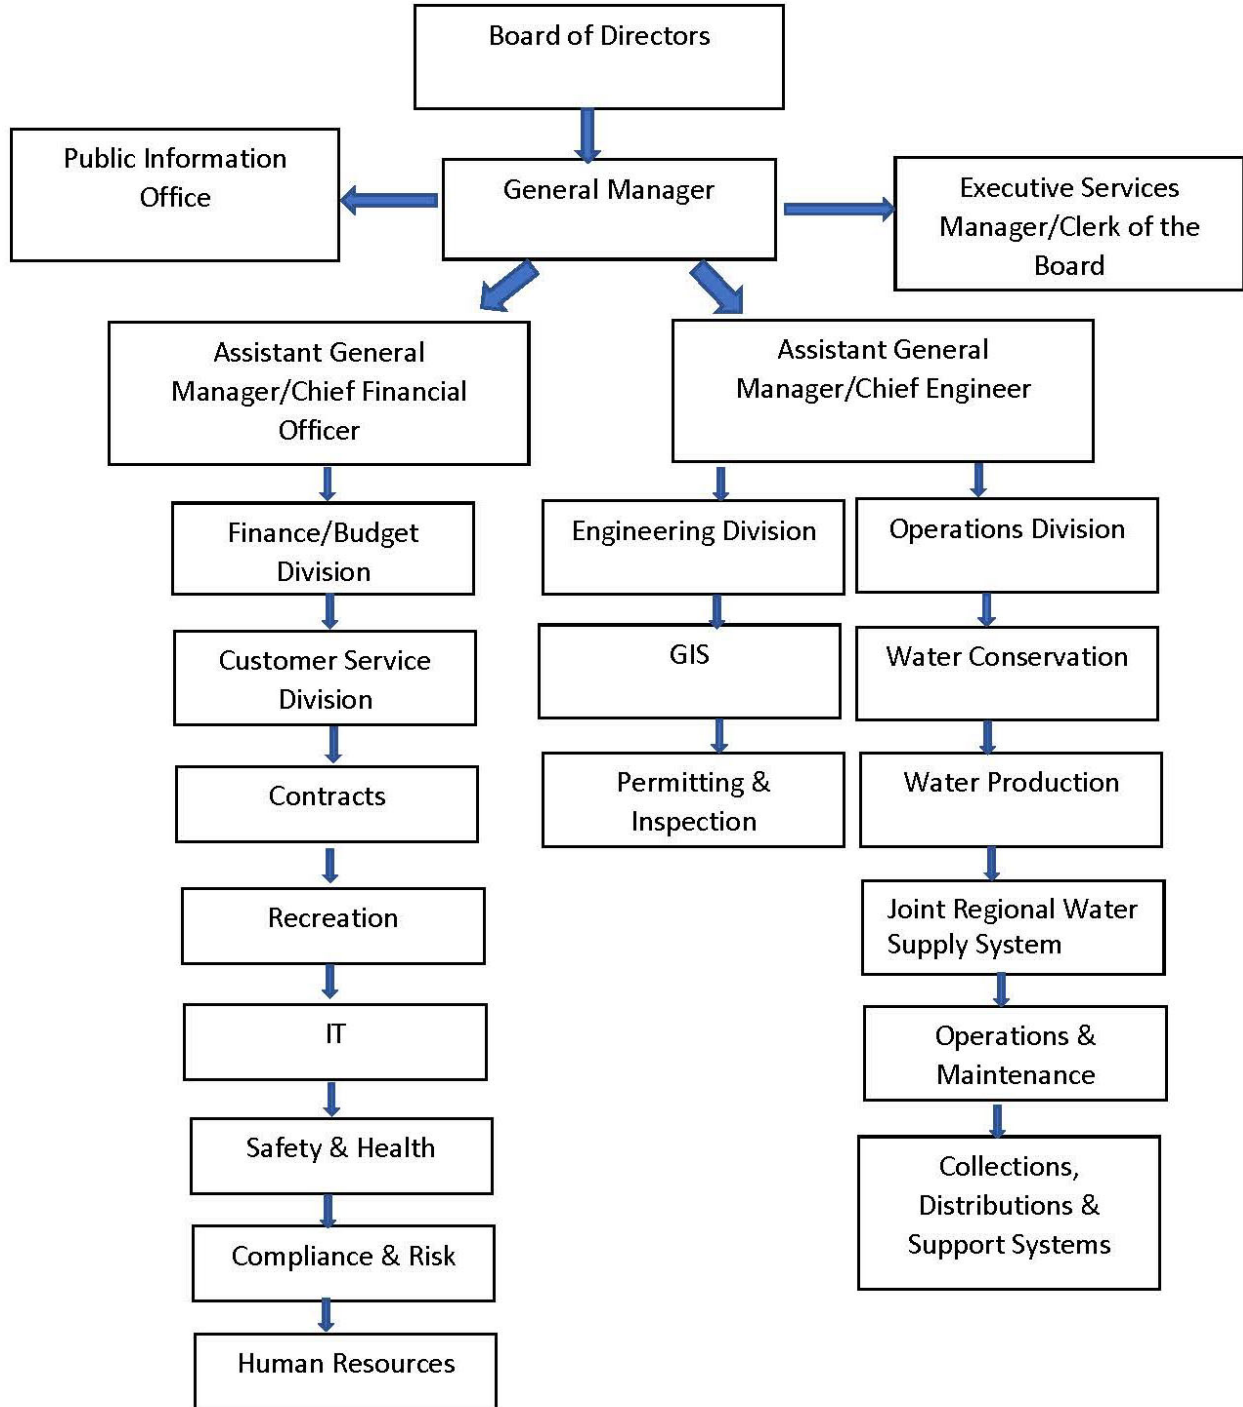 Board of Directors
Public Information
Office
General Manager
Executive Services
Manager/Clerk of the
Board
Assistant General
Manager/Chief Financial
Officer
Assistant General
Manager/Chief Engineer
Finance/Budget
Division
Customer Service
Division
Contracts
Recreation
IT
Safety & Health
Compliance & Risk
Human Resources
Engineering Division
GIS
Permitting &
Inspection
Operations Division
Water Conservation
Water Production
Joint Regional Water
Supply System
Operations &
Maintenance
Collections,
Distributions &
Support Systems